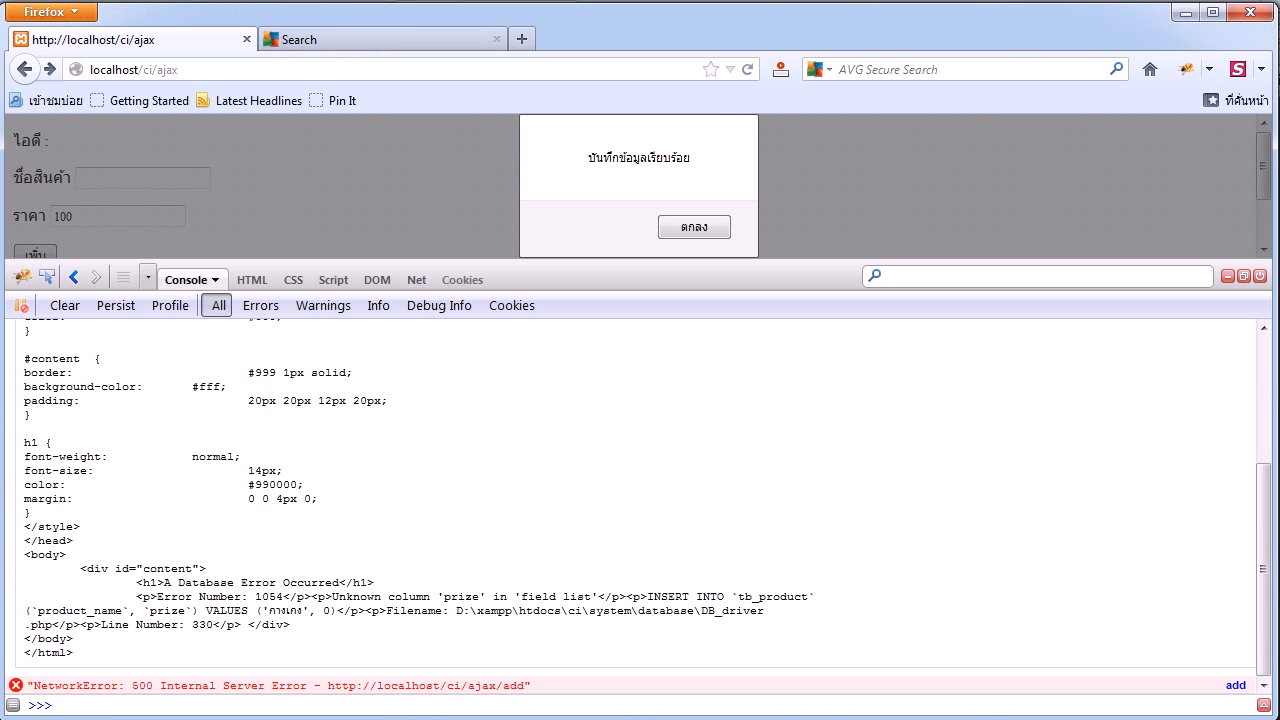 Firefox
http://localhost/ci/ajax
Search
localhost/ci/ajax
AVG Secure Search
S
เข้าชมบ่อย Getting Started Latest Headlines Pin It
ที่คั่นหน้า
ไอดี :
ชื่อสินค้า
ราคา 100
เพิ่ม
บันทึกข้อมูลเรียบร้อย
ตกลง
Console HTML CSS Script DOM Net Cookies
Clear Persist Profile All Errors Warnings Info Debug Info Cookies
}
#content {
border: #999 1px solid;
background-color: #fff;
padding: 20px 20px 12px 20px;
}
h1 {
font-weight: normal;
font-size: 14px;
color: #990000;
margin: 0 0 4px 0;
}
</style>
</head>
<body>
<div id="content">
<h1>A Database Error Occurred</h1>
<p>Error Number: 1054</p><p>Unknown column 'prize' in 'field list'</p><p>INSERT INTO `tb_product`
(`product_name`, `prize`) VALUES ('กางเกง', 0)</p><p>Filename: D:\xampp\htdocs\ci\system\database\DB_driver
.php</p><p>Line Number: 330</p> </div>
</body>
</html>
"NetworkError: 500 Internal Server Error - http://localhost/ci/ajax/add"
add
>>>